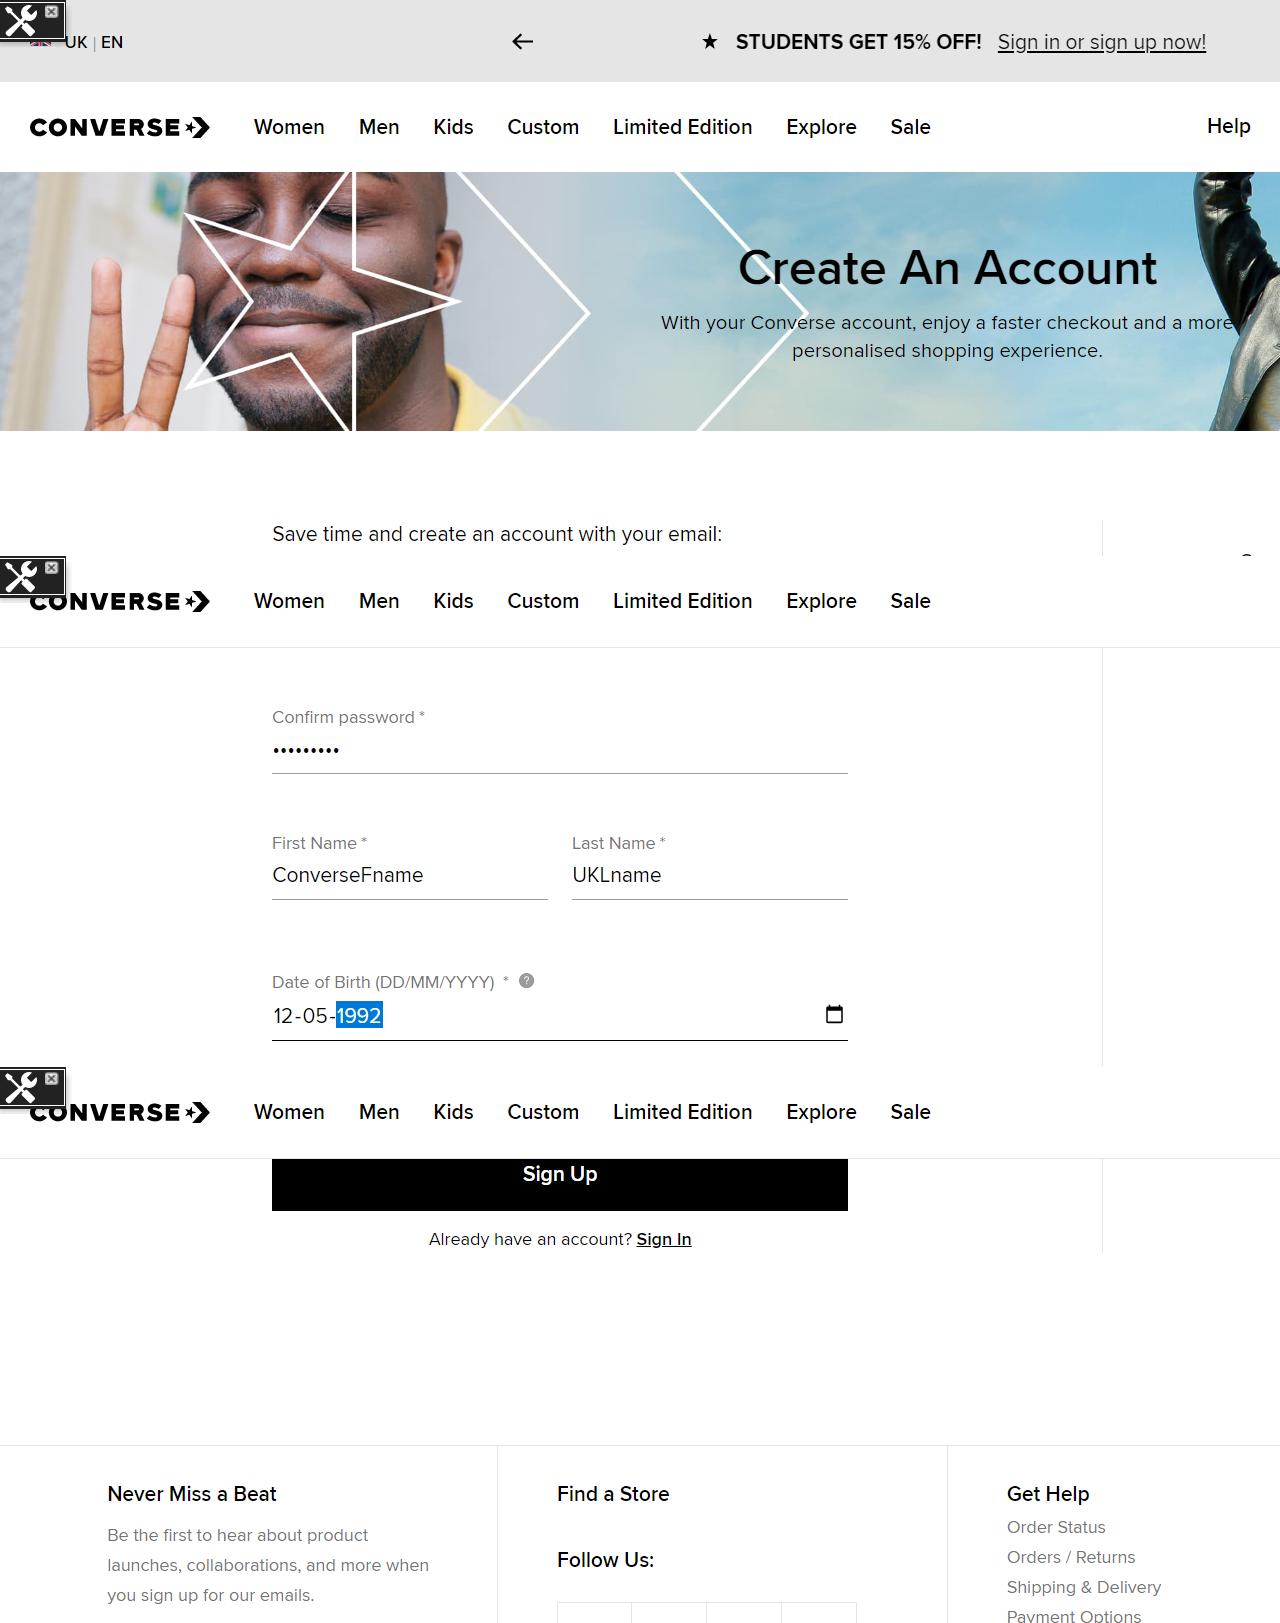 UK | EN
★ STUDENTS GET 15% OFF! Sign in or sign up now!
CONVERSE Women Men Kids Custom Limited Edition Explore Sale Help
Create An Account
With your Converse account, enjoy a faster checkout and a more
personalised shopping experience.
Save time and create an account with your email:
CONVERSE Women Men Kids Custom Limited Edition Explore Sale
Confirm password *
•••••••••
First Name * Last Name *
ConverseFname UKLname
Date of Birth (DD/MM/YYYY) * ?
12-05-1992
CONVERSE Women Men Kids Custom Limited Edition Explore Sale
Sign Up
Already have an account? Sign In
Never Miss a Beat Find a Store Get Help
Order Status
Be the first to hear about product
Orders / Returns
launches, collaborations, and more when Follow Us:
Shipping & Delivery
you sign up for our emails.
Payment Options